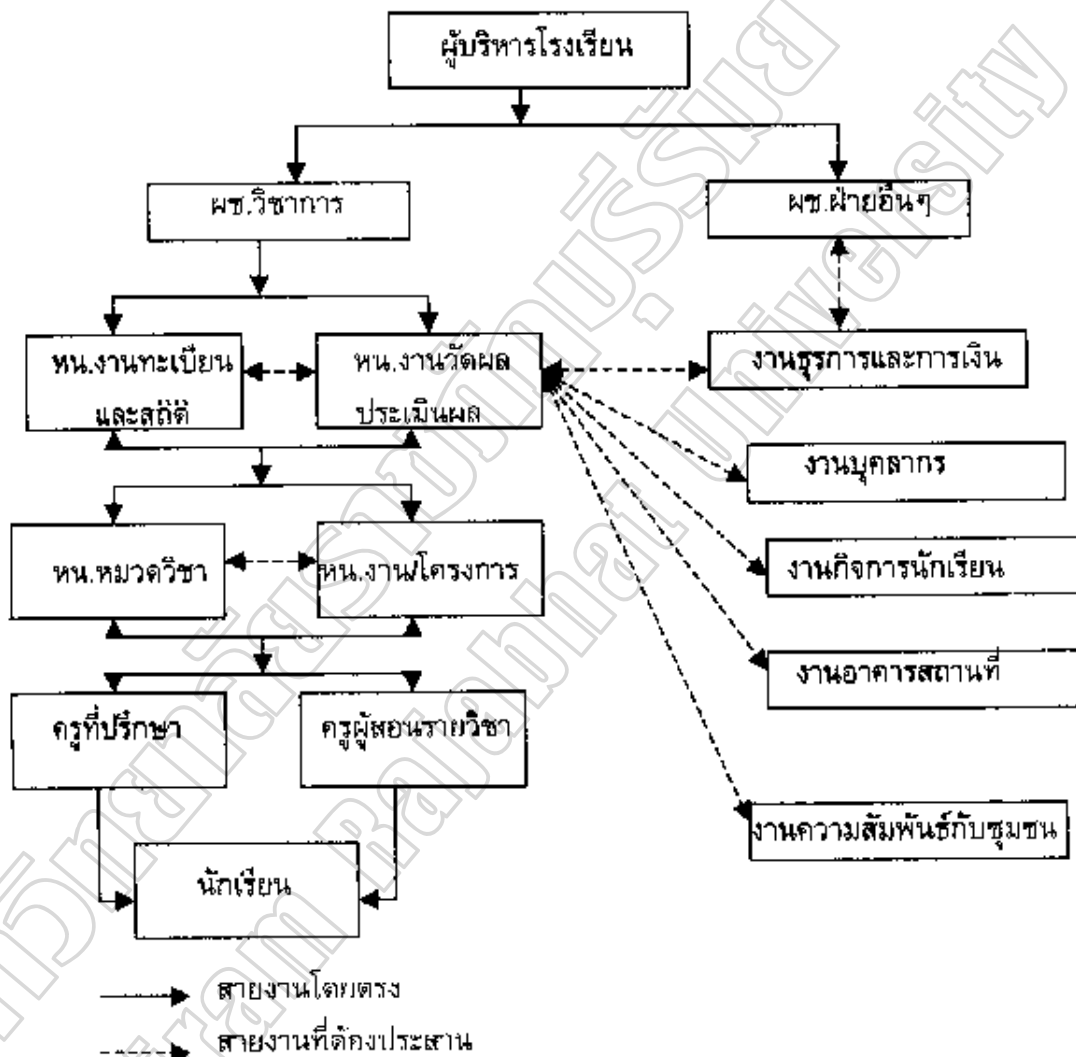 ผู้บริหารโรงเรียน
ผช.วิชาการ
ผช.ฝ่ายอื่นๆ
หน.งานทะเบียน
และสถิติ
หน.งานวัดผล
ประเมินผล
งานธุรการและการเงิน
งานบุคลากร
หน.หมวดวิชา
หน.งาน/โครงการ
งานกิจการนักเรียน
งานอาคารสถานที่
ครูที่ปรึกษา
ครูผู้สอนรายวิชา
งานความสัมพันธ์กับชุมชน
นักเรียน
สายงานโดยตรง
สายงานที่ต้องประสาน
Rajabhat University